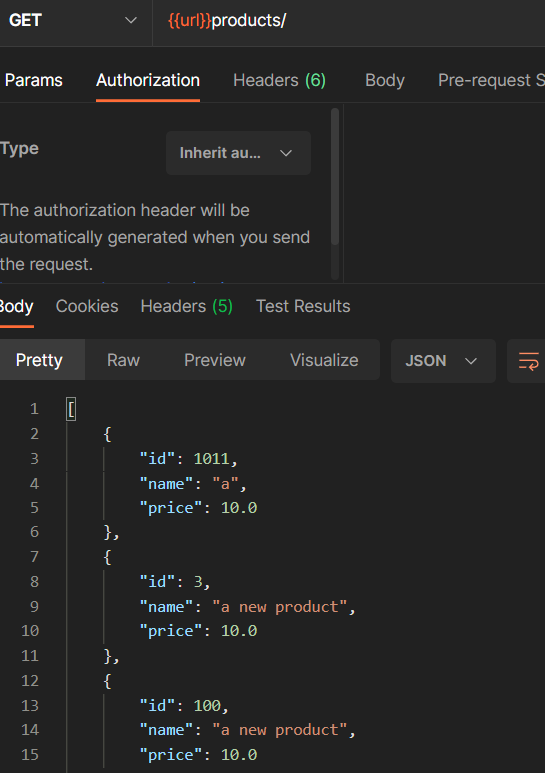 GET {{url}}products/
Params Authorization Headers (6) Body Pre-request S
Type Inherit au...
The authorization header will be
automatically generated when you send
the request.
Body Cookies Headers (5) Test Results
Pretty Raw Preview Visualize JSON
1 [
2 {
3 "id": 1011,
4 "name": "a",
5 "price": 10.0
6 },
7 {
8 "id": 3,
9 "name": "a new product",
10 "price": 10.0
11 },
12 {
13 "id": 100,
14 "name": "a new product",
15 "price": 10.0